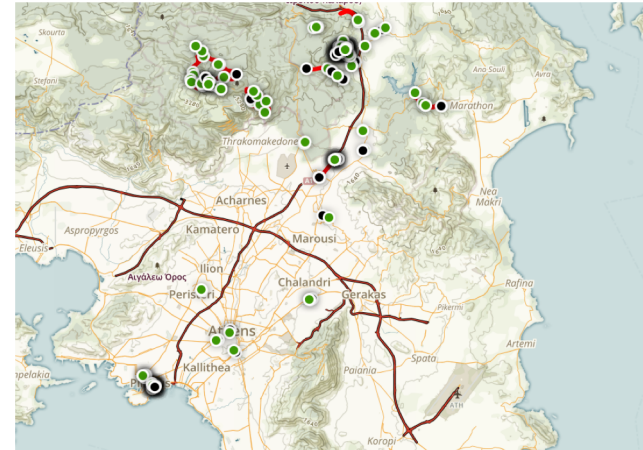 Skourta
Stefani
Ano Souli
Avra
Marathon
Thrakomakedones
Acharnes
Nea
Makri
Aspropyrgos
Kamatero
Marousi
Eleusis
Ilion
Αιγάλεω Όρος
Chalandri
Rafina
Peristeri
Gerakas
Pikermi
Athens
Artemi
Spata
Kallithea
Paiania
ATH
Koropi